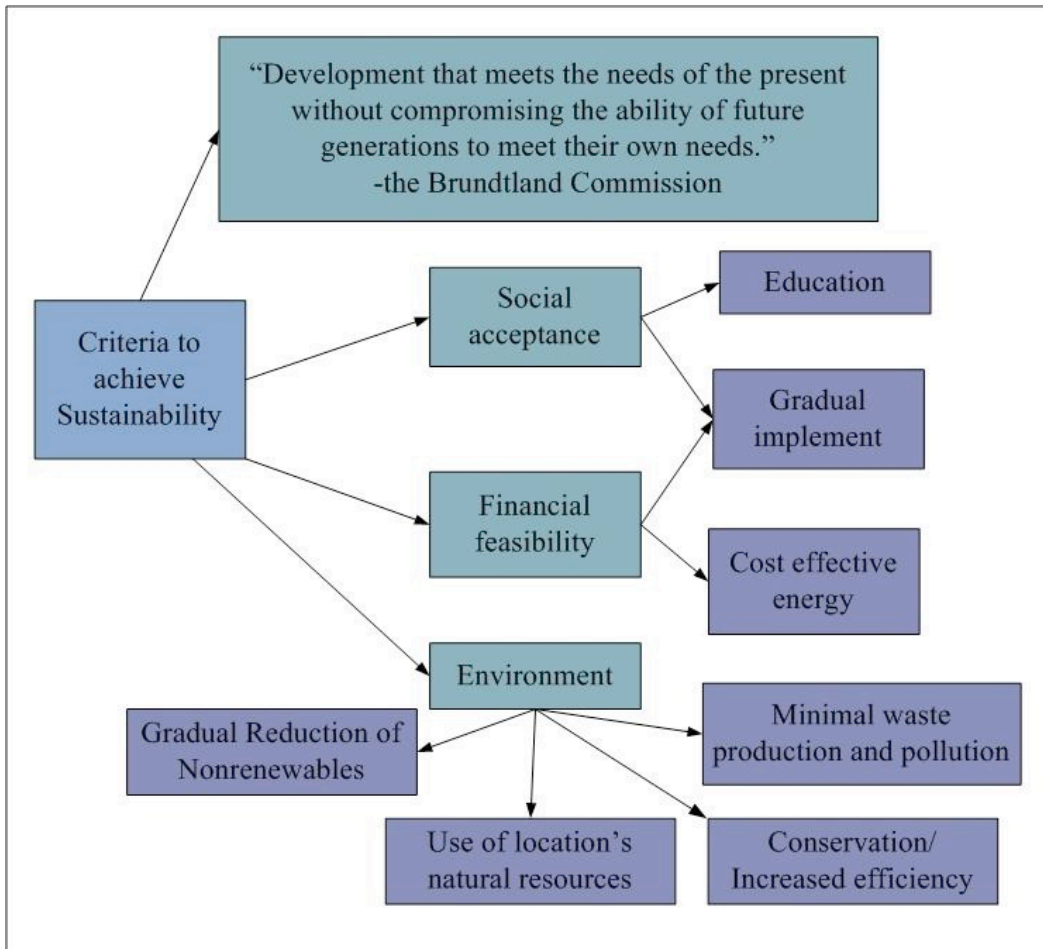 “Development that meets the needs of the present
without compromising the ability of future
generations to meet their own needs.”
-the Brundtland Commission
Criteria to
achieve
Sustainability
Social
acceptance
Education
Gradual
implement
Financial
feasibility
Cost effective
energy
Environment
Gradual Reduction of
Nonrenewables
Minimal waste
production and pollution
Use of location’s
natural resources
Conservation/
Increased efficiency